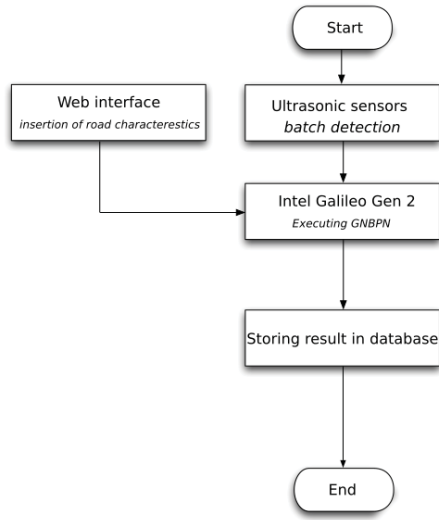 Start
Web interface
insertion of road characterestics
Ultrasonic sensors
batch detection
Intel Galileo Gen 2
Executing GNBPN
Storing result in database
End